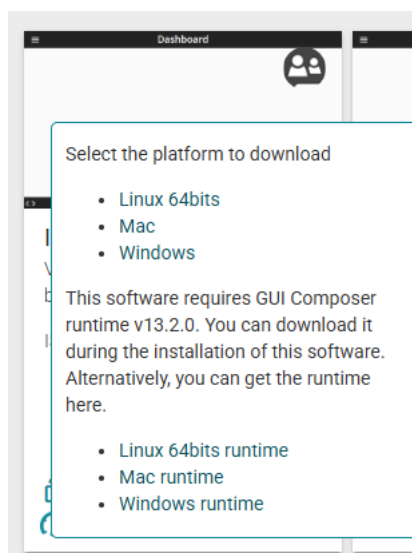 Dashboard
Select the platform to download
Linux 64bits
Mac
Windows
This software requires GUI Composer
runtime v13.2.0. You can download it
during the installation of this software.
Alternatively, you can get the runtime
here.
Linux 64bits runtime
Mac runtime
Windows runtime